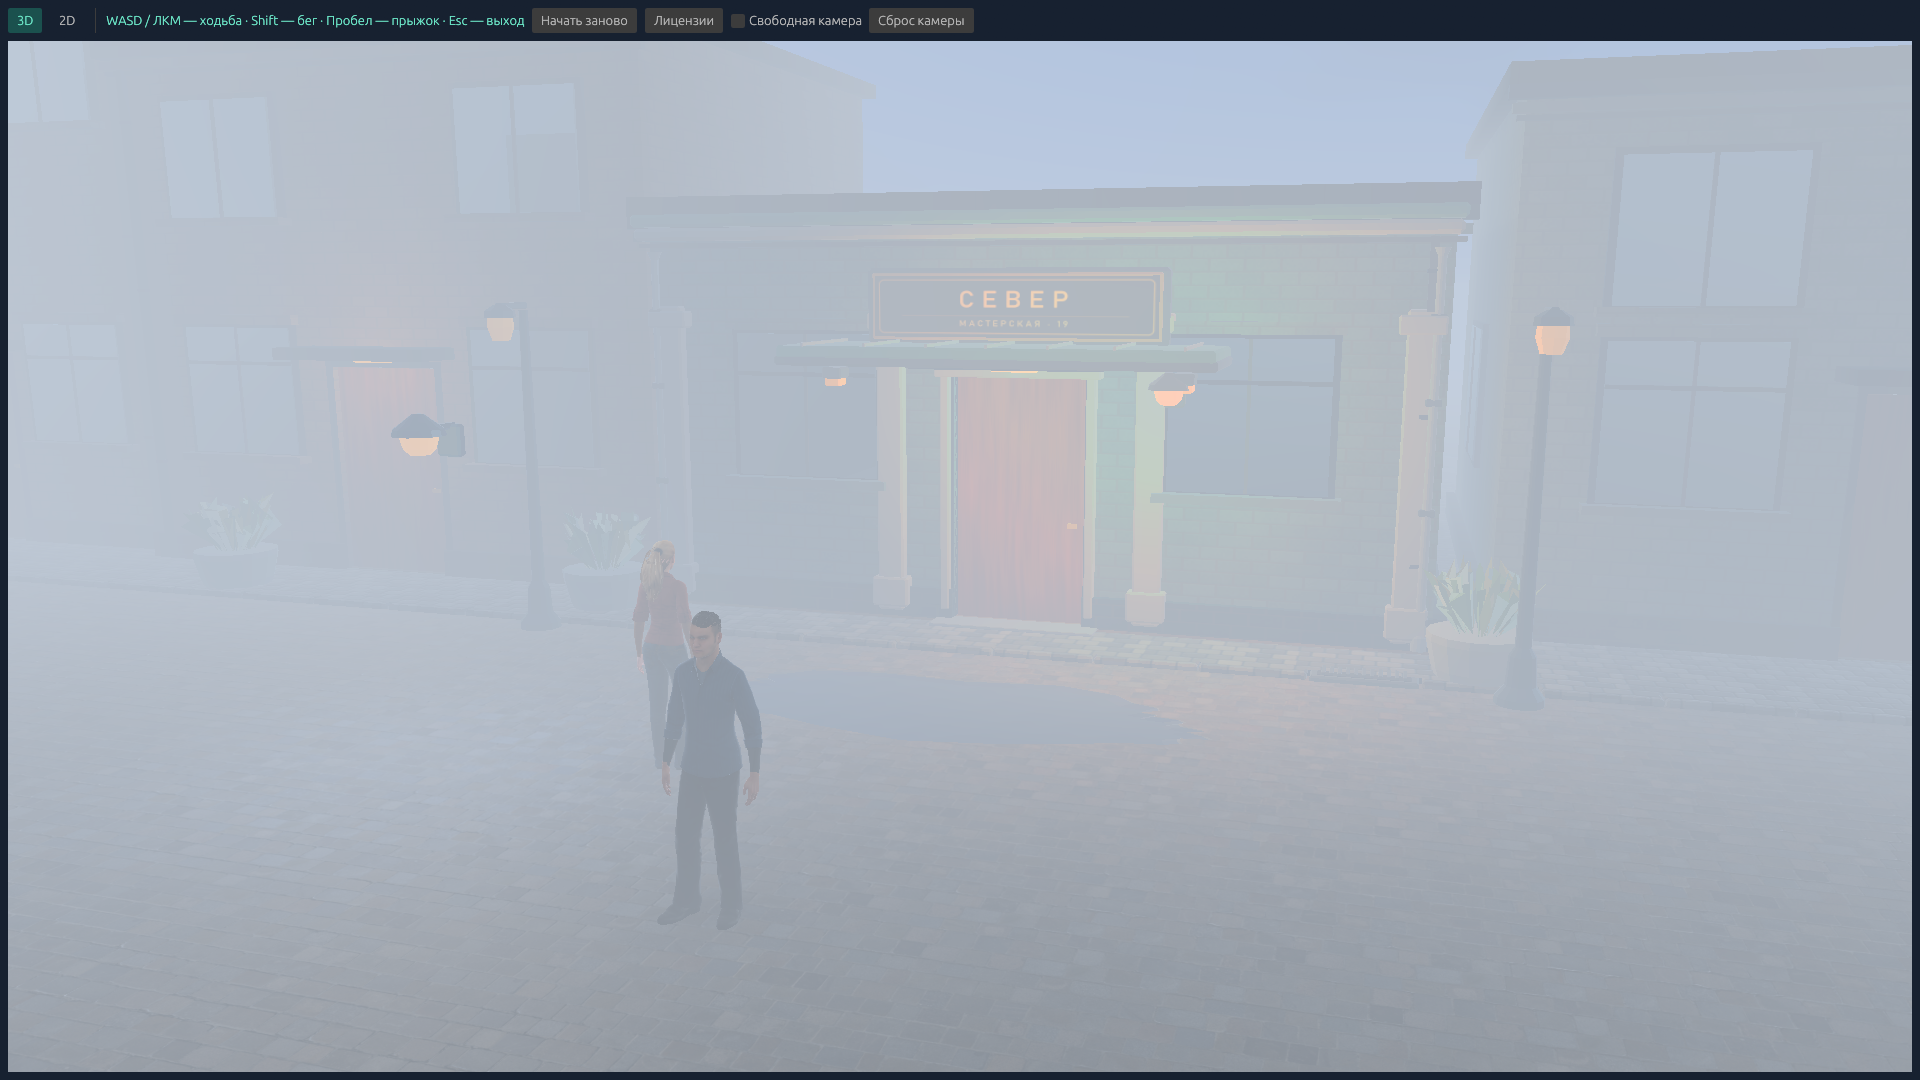 3D 2D WASD / ЛКМ — ходьба · Shift — бег · Пробел — прыжок · Esc — выход Начать заново Лицензии Свободная камера Сброс камеры
СЕВЕР
МАСТЕРСКАЯ · 19